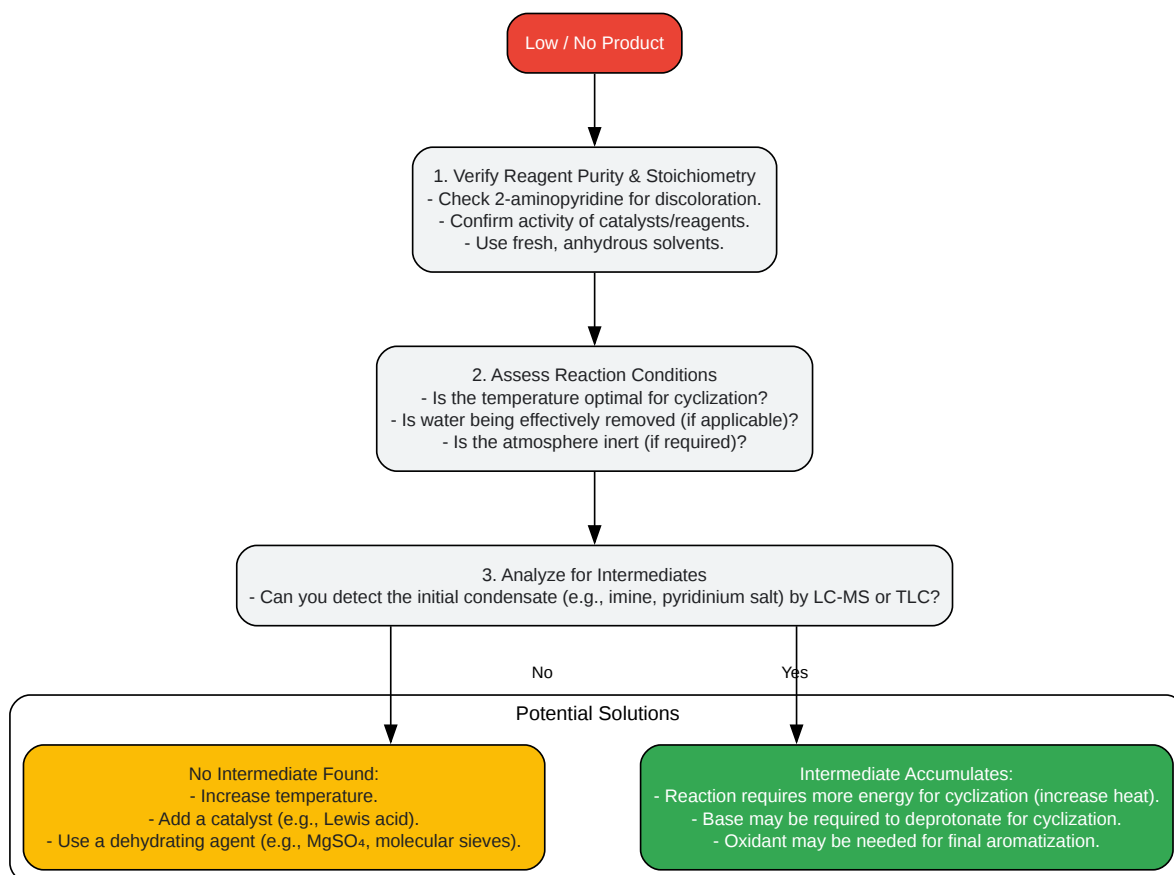 Low / No Product
1. Verify Reagent Purity & Stoichiometry
- Check 2-aminopyridine for discoloration.
- Confirm activity of catalysts/reagents.
- Use fresh, anhydrous solvents.
2. Assess Reaction Conditions
- Is the temperature optimal for cyclization?
- Is water being effectively removed (if applicable)?
- Is the atmosphere inert (if required)?
3. Analyze for Intermediates
- Can you detect the initial condensate (e.g., imine, pyridinium salt) by LC-MS or TLC?
No
Yes
Potential Solutions
No Intermediate Found:
- Increase temperature.
- Add a catalyst (e.g., Lewis acid).
- Use a dehydrating agent (e.g., MgSO₄, molecular sieves).
Intermediate Accumulates:
- Reaction requires more energy for cyclization (increase heat).
- Base may be required to deprotonate for cyclization.
- Oxidant may be needed for final aromatization.